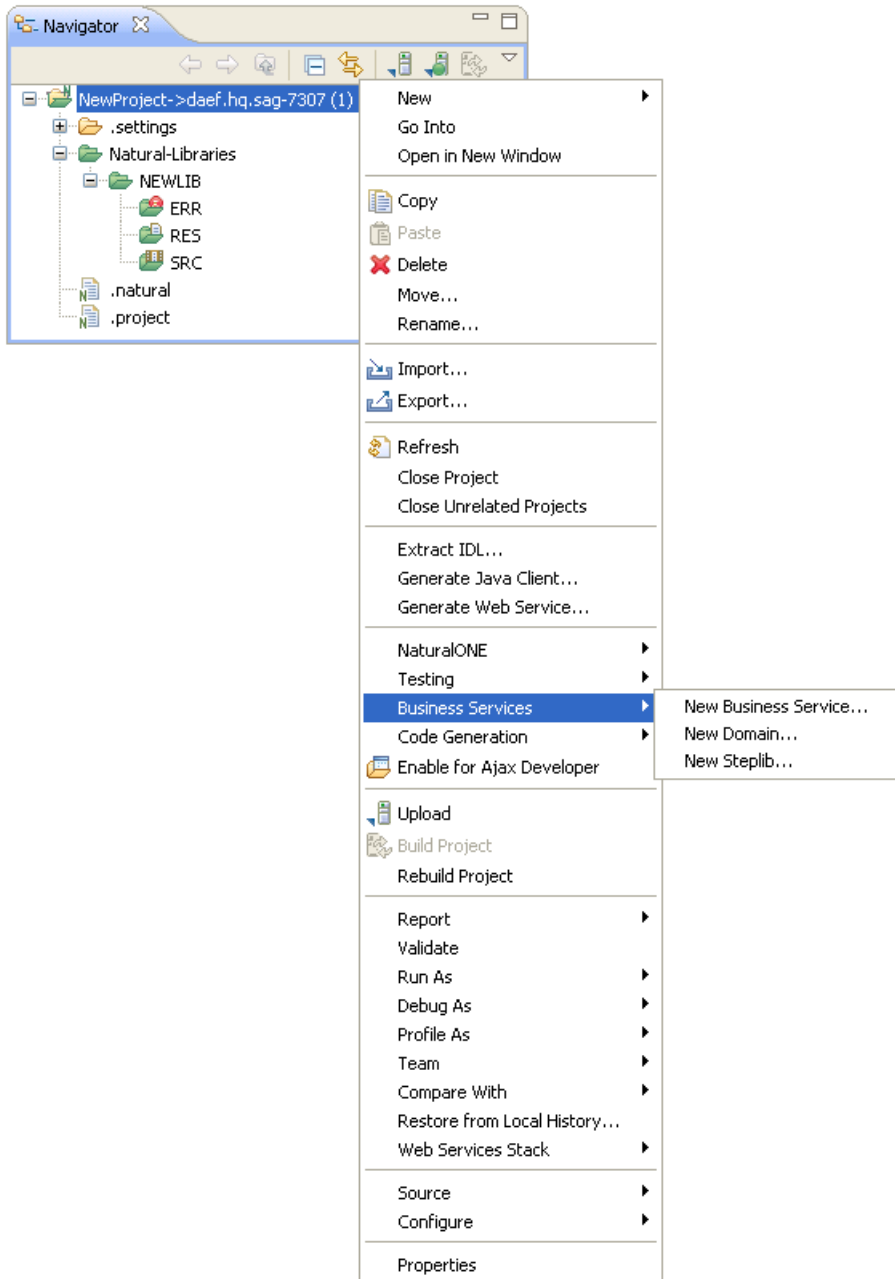 Navigator
NewProject->daef.hq.sag-7307 (1)
.settings
Natural-Libraries
NEWLIB
ERR
RES
SRC
.natural
.project
New
Go Into
Open in New Window
Copy
Paste
Delete
Move...
Rename...
Import...
Export...
Refresh
Close Project
Close Unrelated Projects
Extract IDL...
Generate Java Client...
Generate Web Service...
NaturalONE
Testing
Business Services
Code Generation
Enable for Ajax Developer
Upload
Build Project
Rebuild Project
Report
Validate
Run As
Debug As
Profile As
Team
Compare With
Restore from Local History...
Web Services Stack
Source
Configure
Properties
New Business Service...
New Domain...
New Steplib...